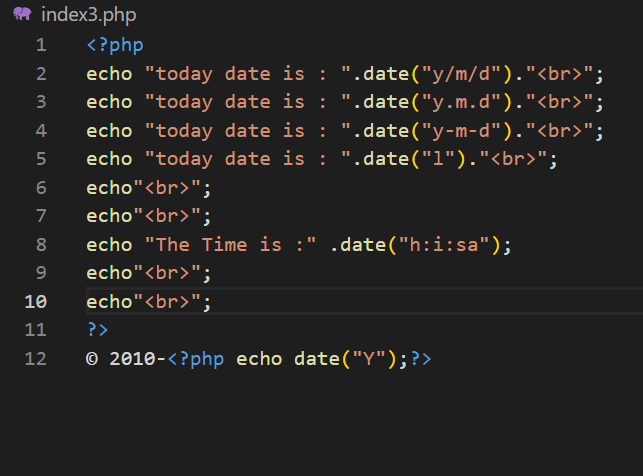 index3.php
1 <?php
2 echo "today date is : ".date("y/m/d")."<br>";
3 echo "today date is : ".date("y.m.d")."<br>";
4 echo "today date is : ".date("y-m-d")."<br>";
5 echo "today date is : ".date("l")."<br>";
6 echo"<br>";
7 echo"<br>";
8 echo "The Time is :" .date("h:i:sa");
9 echo"<br>";
10 echo"<br>";
11 ?>
12 © 2010-<?php echo date("Y");?>